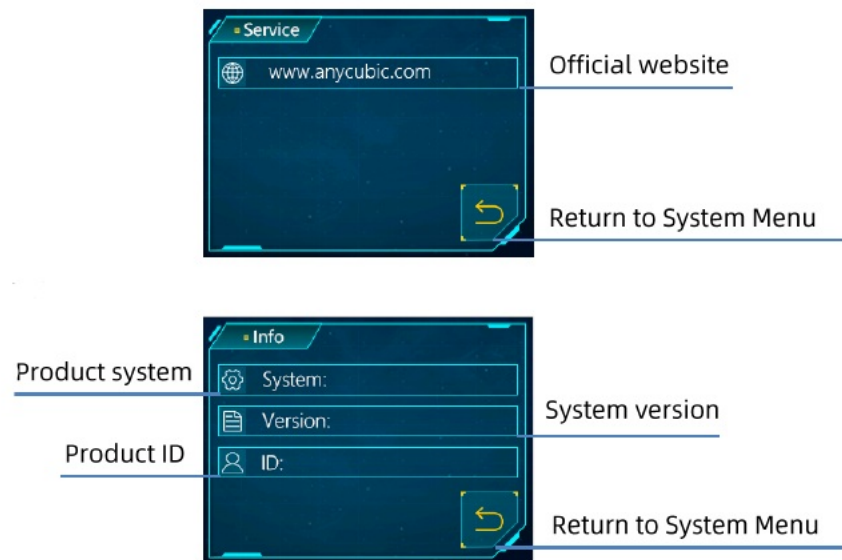 Service
www.anycubic.com
Official website
Return to System Menu
Info
Product system
System:
Version:
System version
Product ID
ID:
Return to System Menu